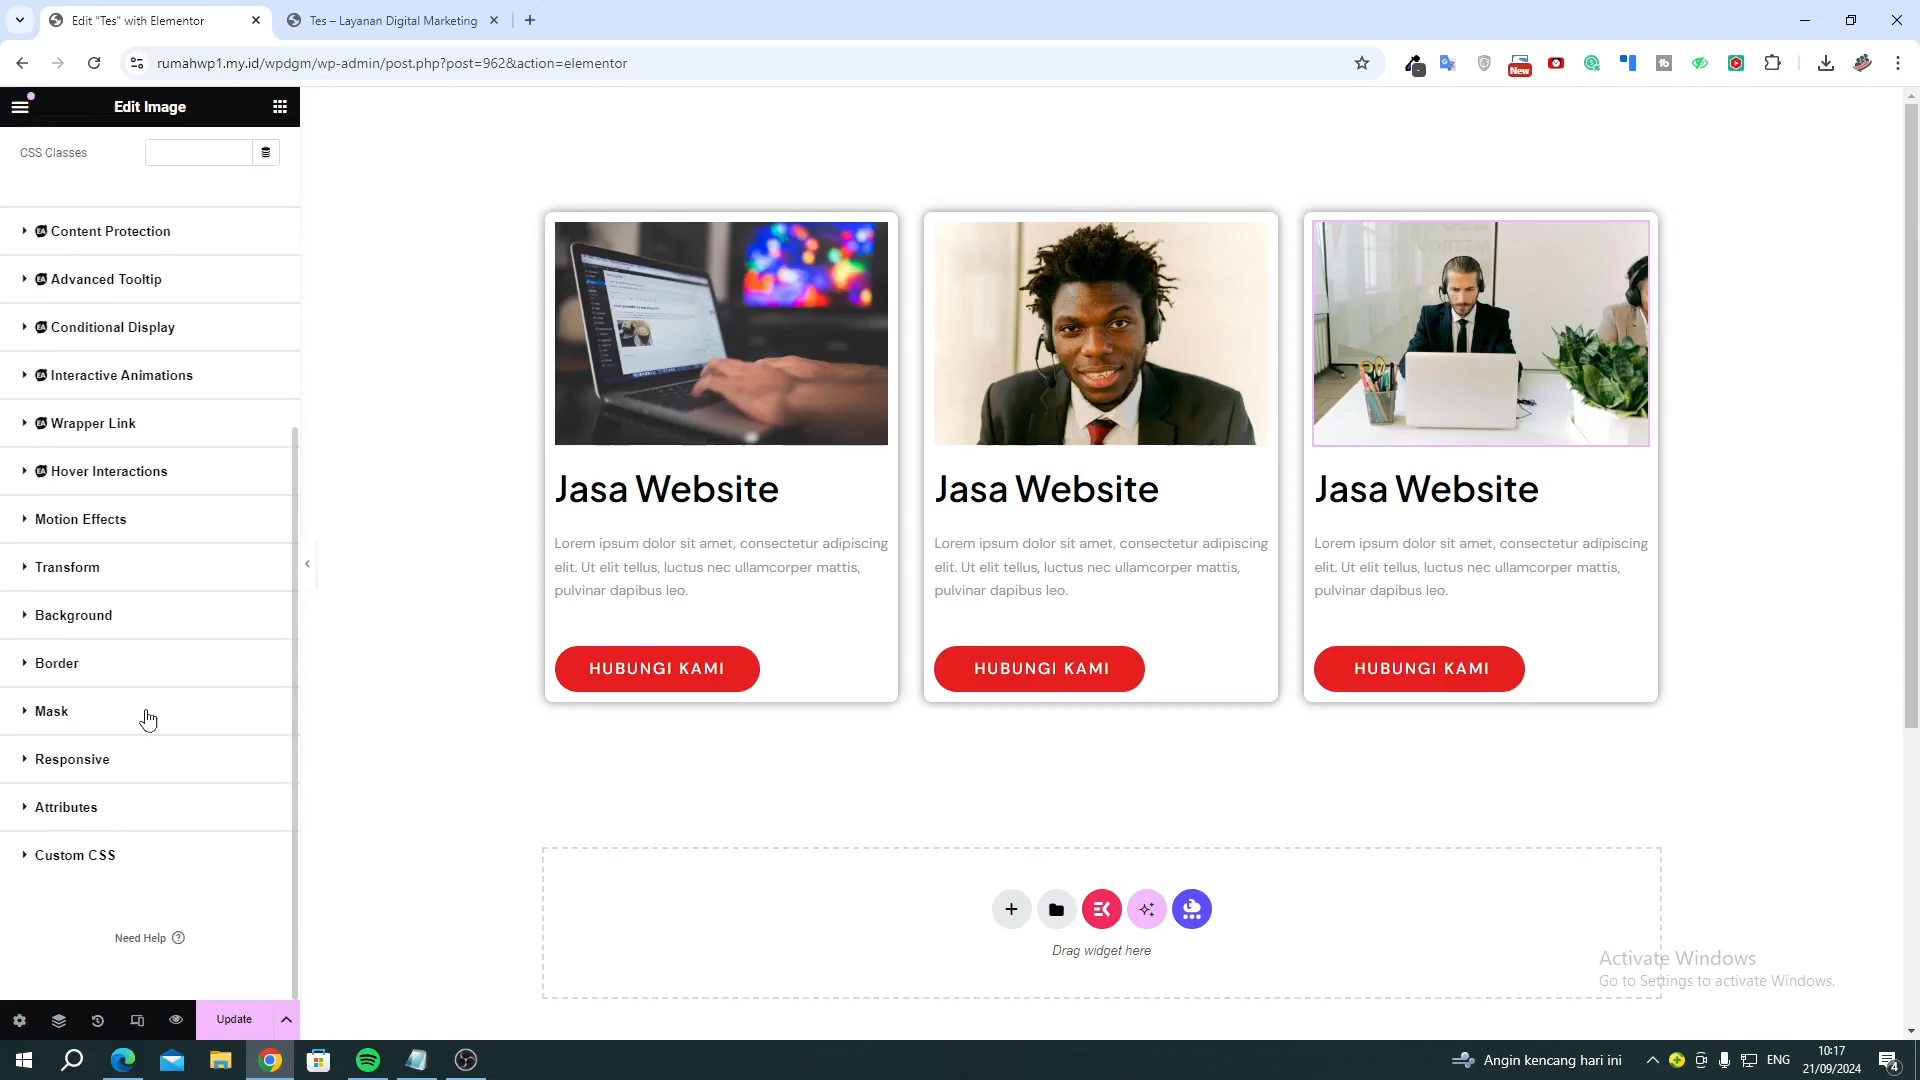 Edit "Tes" with Elementor
Tes – Layanan Digital Marketing
rumahwp1.my.id/wpdgm/wp-admin/post.php?post=962&action=elementor
New
Edit Image
CSS Classes
Content Protection
Advanced Tooltip
Conditional Display
Interactive Animations
Wrapper Link
Hover Interactions
Motion Effects
Transform
Background
Border
Mask
Responsive
Attributes
Custom CSS
Need Help
Update
Jasa Website
Lorem ipsum dolor sit amet, consectetur adipiscing
elit. Ut elit tellus, luctus nec ullamcorper mattis,
pulvinar dapibus leo.
HUBUNGI KAMI
Jasa Website
Lorem ipsum dolor sit amet, consectetur adipiscing
elit. Ut elit tellus, luctus nec ullamcorper mattis,
pulvinar dapibus leo.
HUBUNGI KAMI
Jasa Website
Lorem ipsum dolor sit amet, consectetur adipiscing
elit. Ut elit tellus, luctus nec ullamcorper mattis,
pulvinar dapibus leo.
HUBUNGI KAMI
Drag widget here
Activate Windows
Go to Settings to activate Windows.
Angin kencang hari ini
ENG
10:17
21/09/2024
4